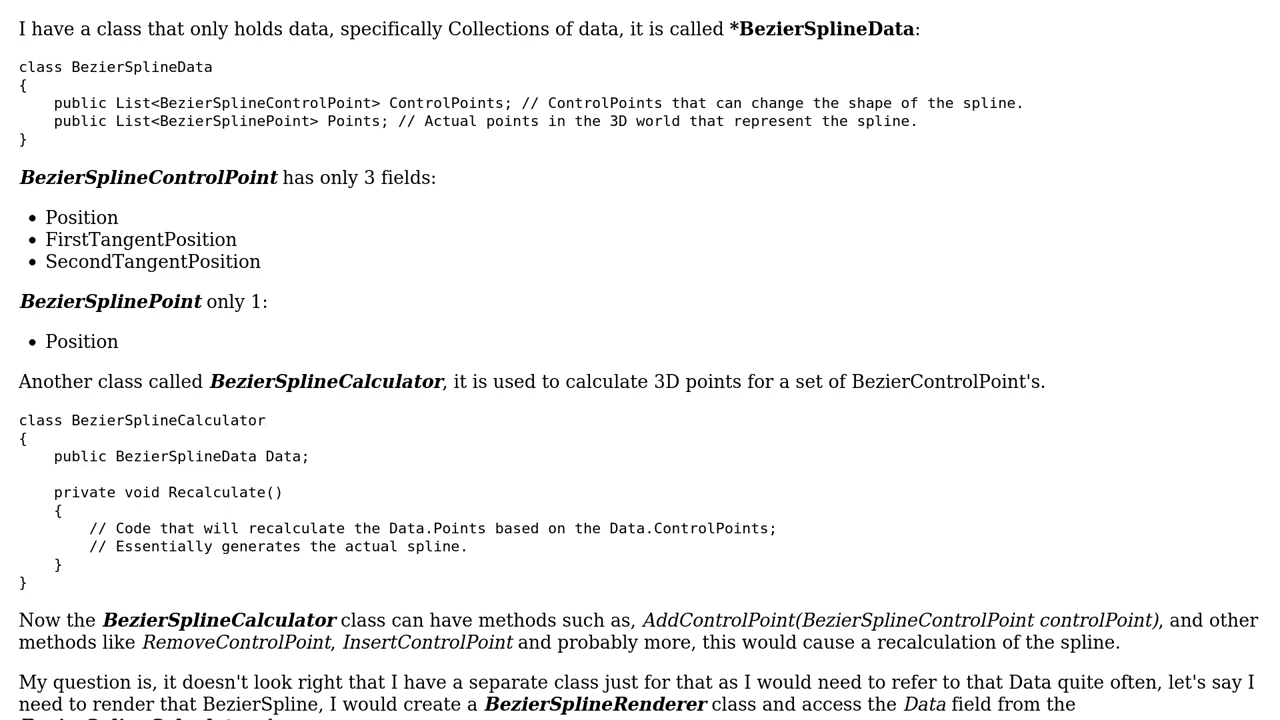 I have a class that only holds data, specifically Collections of data, it is called *BezierSplineData:
class BezierSplineData
{
    public List<BezierSplineControlPoint> ControlPoints; // ControlPoints that can change the shape of the spline.
    public List<BezierSplinePoint> Points; // Actual points in the 3D world that represent the spline.
}
BezierSplineControlPoint has only 3 fields:
• Position
• FirstTangentPosition
• SecondTangentPosition
BezierSplinePoint only 1:
• Position
Another class called BezierSplineCalculator, it is used to calculate 3D points for a set of BezierControlPoint's.
class BezierSplineCalculator
{
    public BezierSplineData Data;
    private void Recalculate()
    {
        // Code that will recalculate the Data.Points based on the Data.ControlPoints;
        // Essentially generates the actual spline.
    }
}
Now the BezierSplineCalculator class can have methods such as, AddControlPoint(BezierSplineControlPoint controlPoint), and other
methods like RemoveControlPoint, InsertControlPoint and probably more, this would cause a recalculation of the spline.
My question is, it doesn't look right that I have a separate class just for that as I would need to refer to that Data quite often, let's say I
need to render that BezierSpline, I would create a BezierSplineRenderer class and access the Data field from the